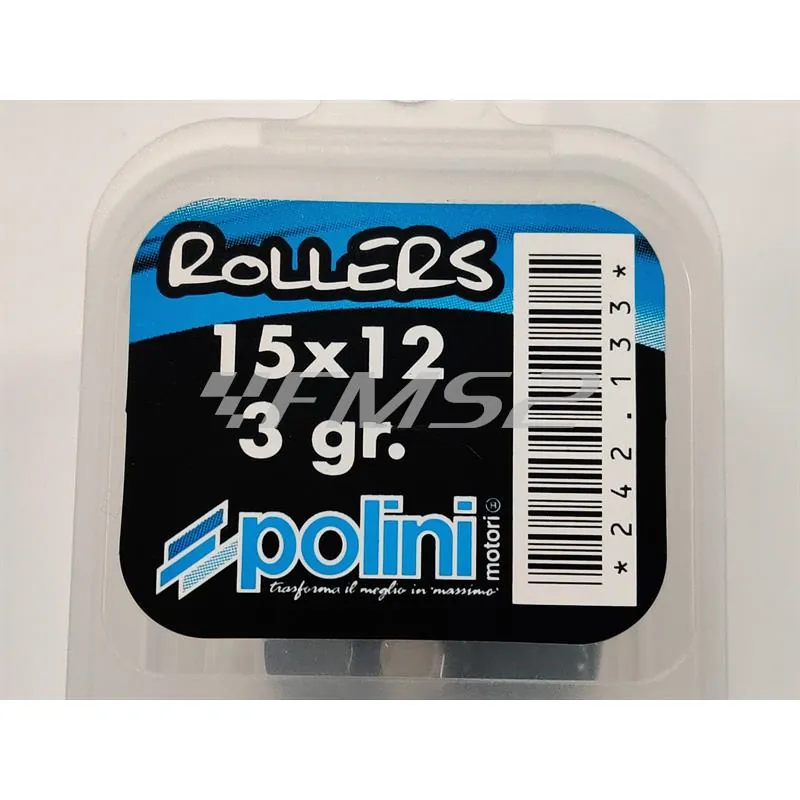 ROLLERS
15x12
FMS2
3 gr.
polini
motori
trasforma il meglio in 'massimo'
*242.133*